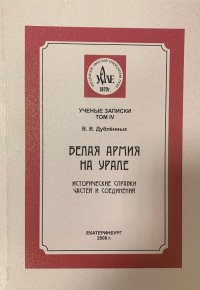 УЧЕНЫЕ ЗАПИСКИ
ТОМ IV
В. В. Дублённых
БЕЛАЯ АРМИЯ
НА УРАЛЕ
ИСТОРИЧЕСКИЕ СПРАВКИ
ЧАСТЕЙ И СОЕДИНЕНИЙ
ЕКАТЕРИНБУРГ
2008 г.